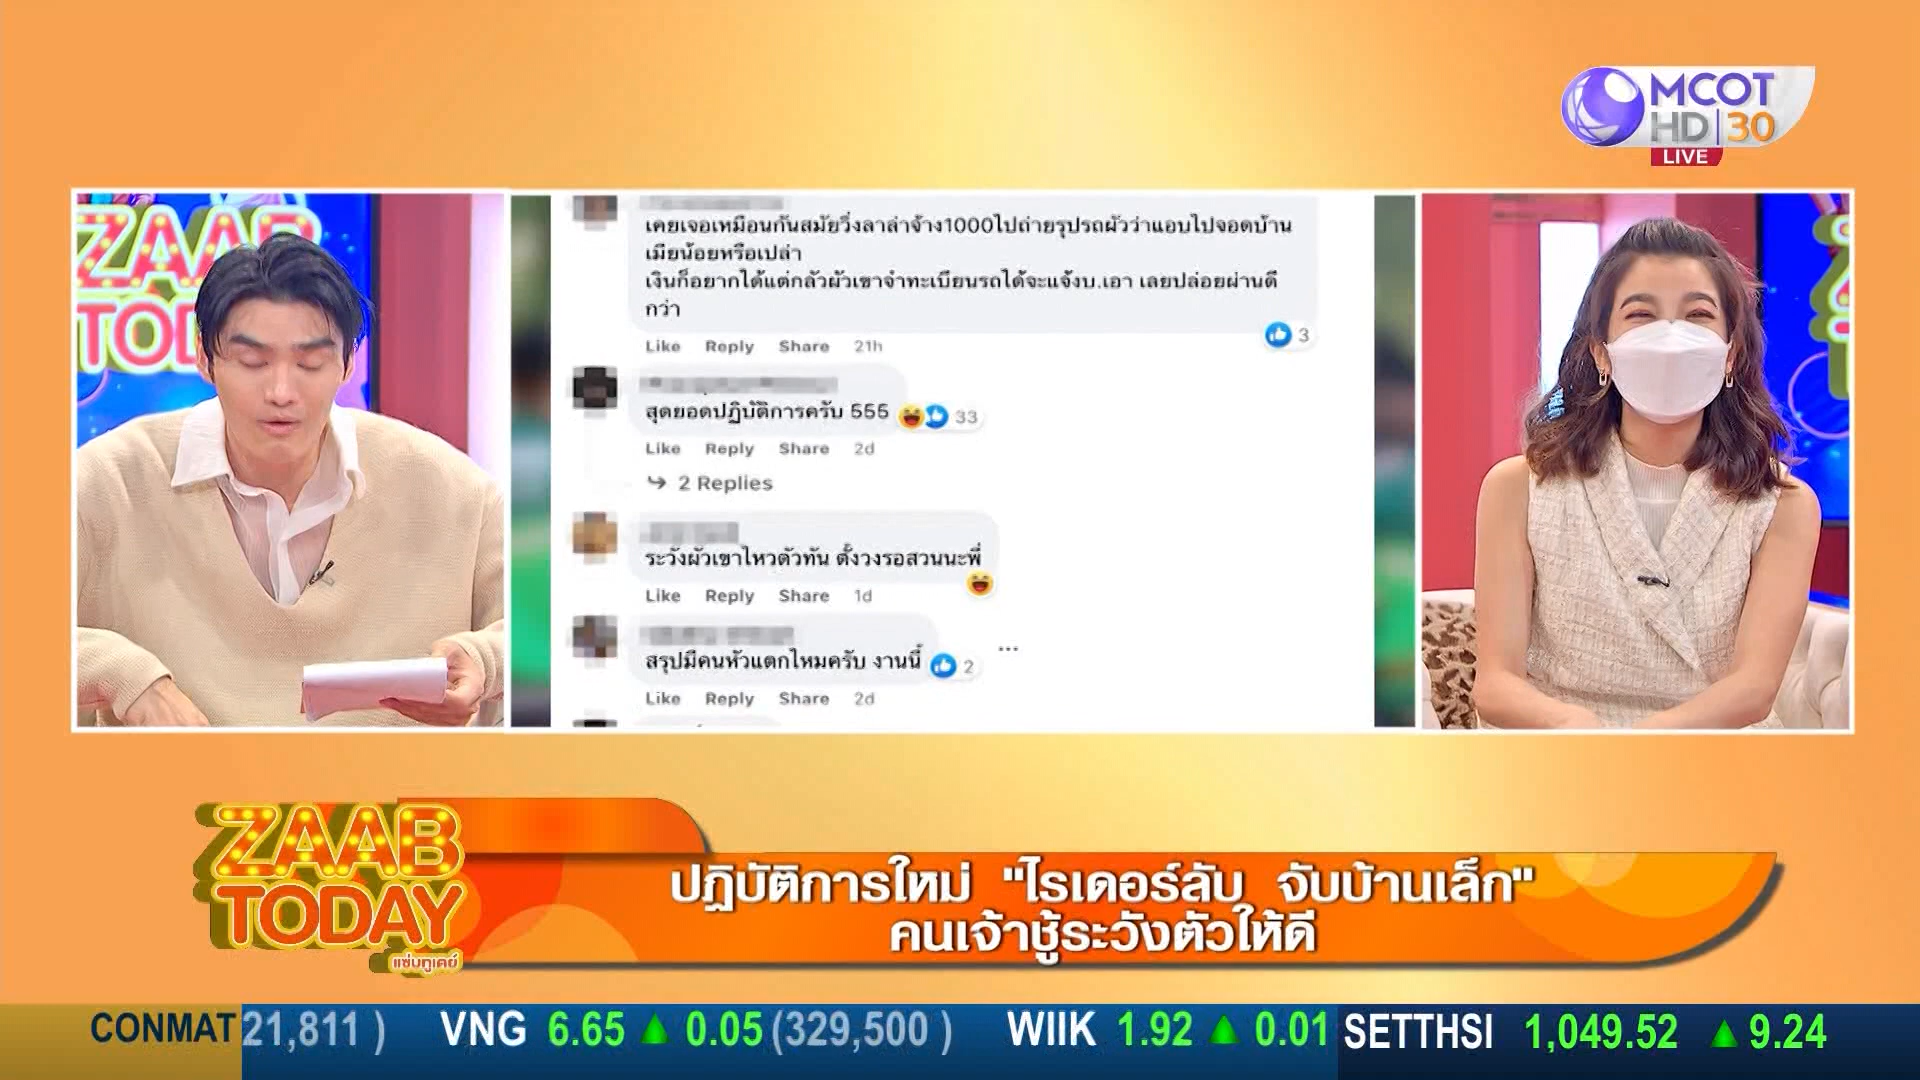 MCOT
HD 30
LIVE
ZAAB
TODAY
เคยเจอเหมือนกันสมัยวิ่งลาล่าจ้าง1000ไปถ่ายรุปรถผัวว่าแอบไปจอดบ้าน
เมียน้อยหรือเปล่า
เงินก็อยากได้แต่กลัวผัวเขาจำทะเบียนรถได้จะแจ้งบ.เอา เลยปล่อยผ่านดี
กว่า
3
Like Reply Share 21h
สุดยอดปฏิบัติการครับ 555
33
Like Reply Share 2d
2 Replies
ระวังผัวเขาไหวตัวทัน ตั้งวงรอสวนนะพี่
Like Reply Share 1d
สรุปมีคนหัวแตกไหมครับ งานนี้
2
Like Reply Share 2d
ZAAB
TODAY
แซ่บทูเดย์
ปฏิบัติการใหม่ "ไรเดอร์ลับ จับบ้านเล็ก"
คนเจ้าชู้ระวังตัวให้ดี
CONMAT 21,811 ) VNG 6.65 ▲ 0.05 (329,500 ) WIIK 1.92 ▲ 0.01 SETTHSI 1,049.52 ▲ 9.24